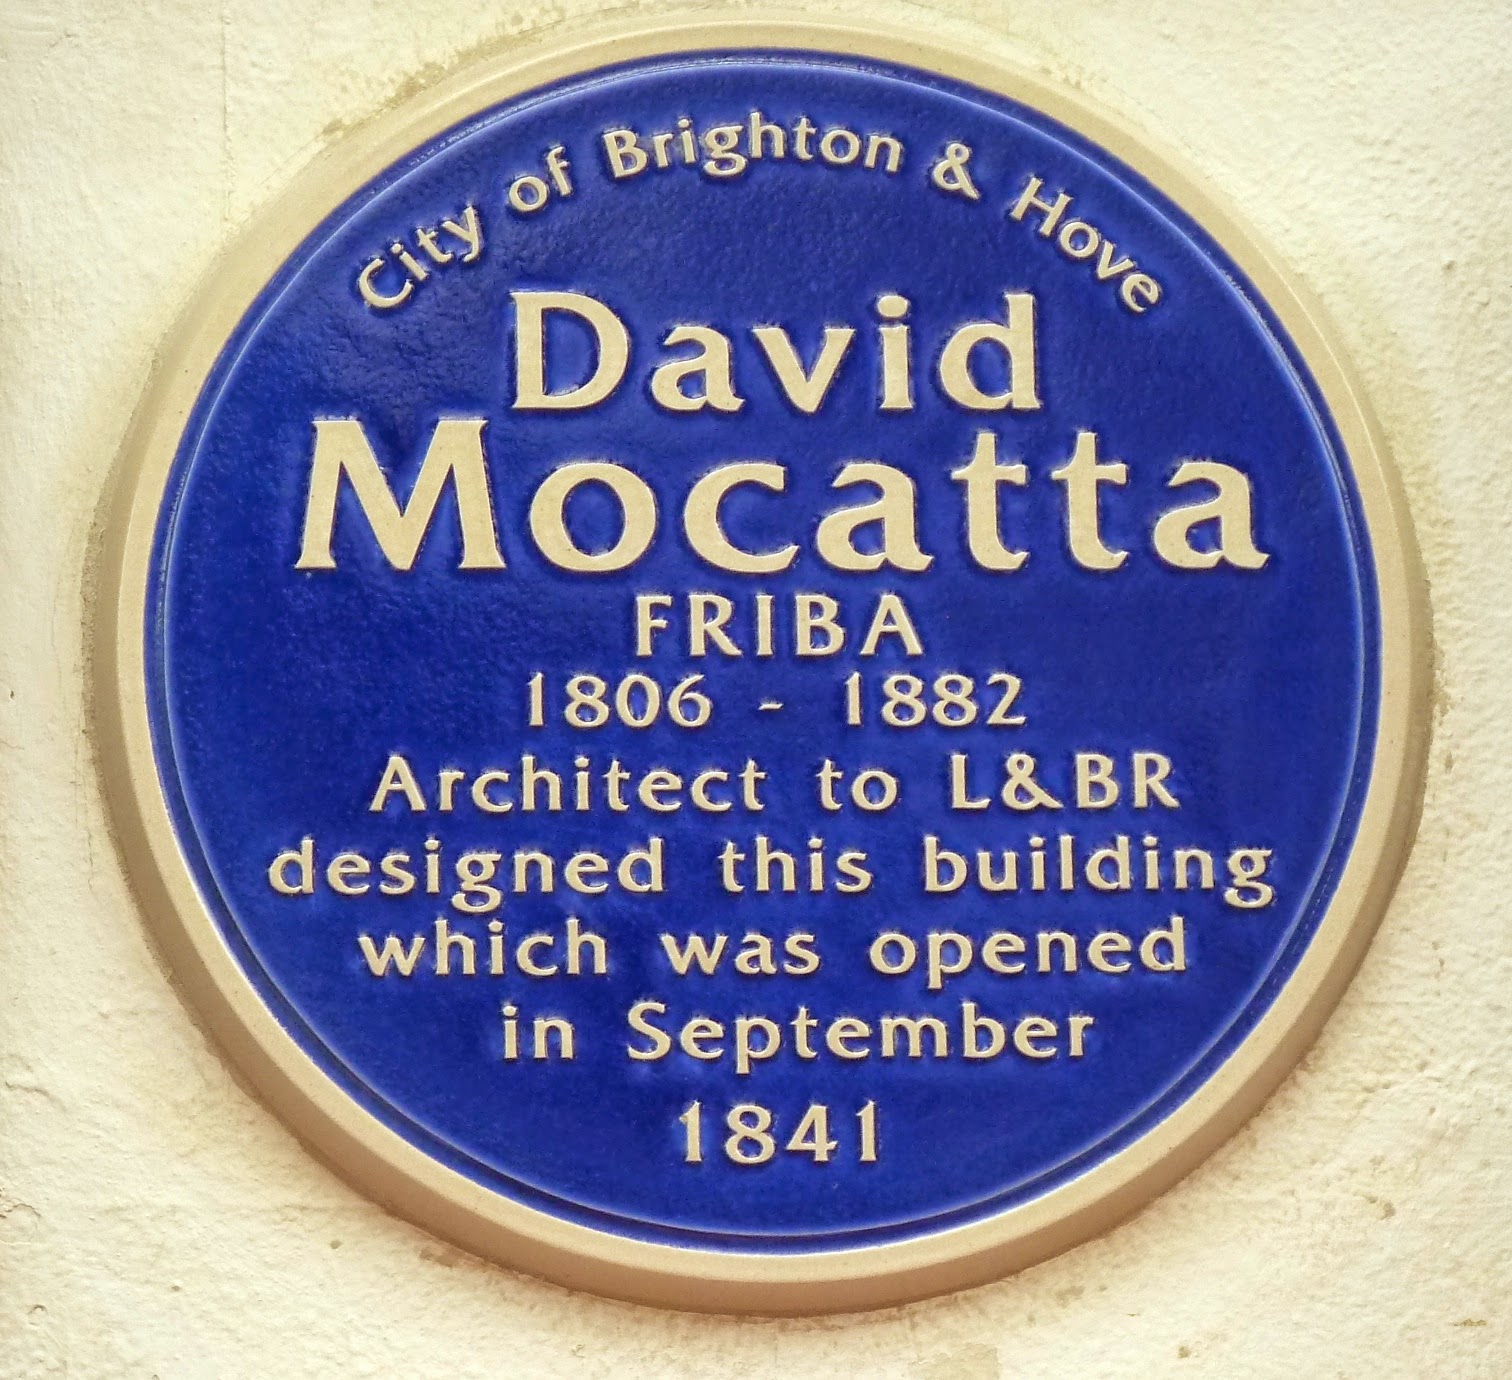 City of Brighton & Hove
David
Mocatta
FRIBA
1806 - 1882
Architect to L&BR
designed this building
which was opened
in September
1841